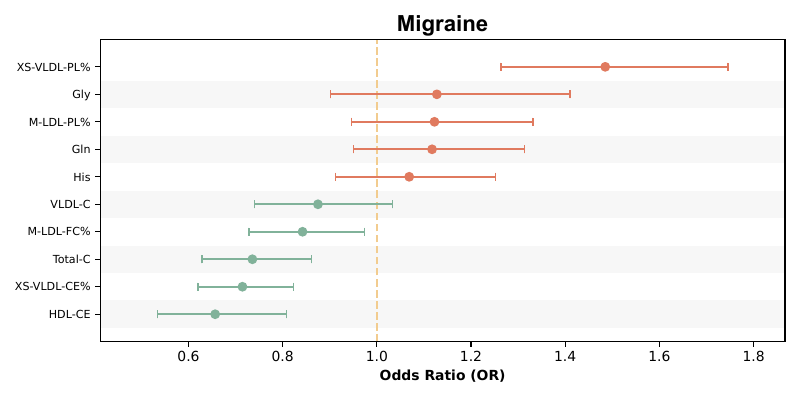 Migraine
XS-VLDL-PL%
Gly
M-LDL-PL%
Gln
His
VLDL-C
M-LDL-FC%
Total-C
XS-VLDL-CE%
HDL-CE
0.6 0.8 1.0 1.2 1.4 1.6 1.8
Odds Ratio (OR)